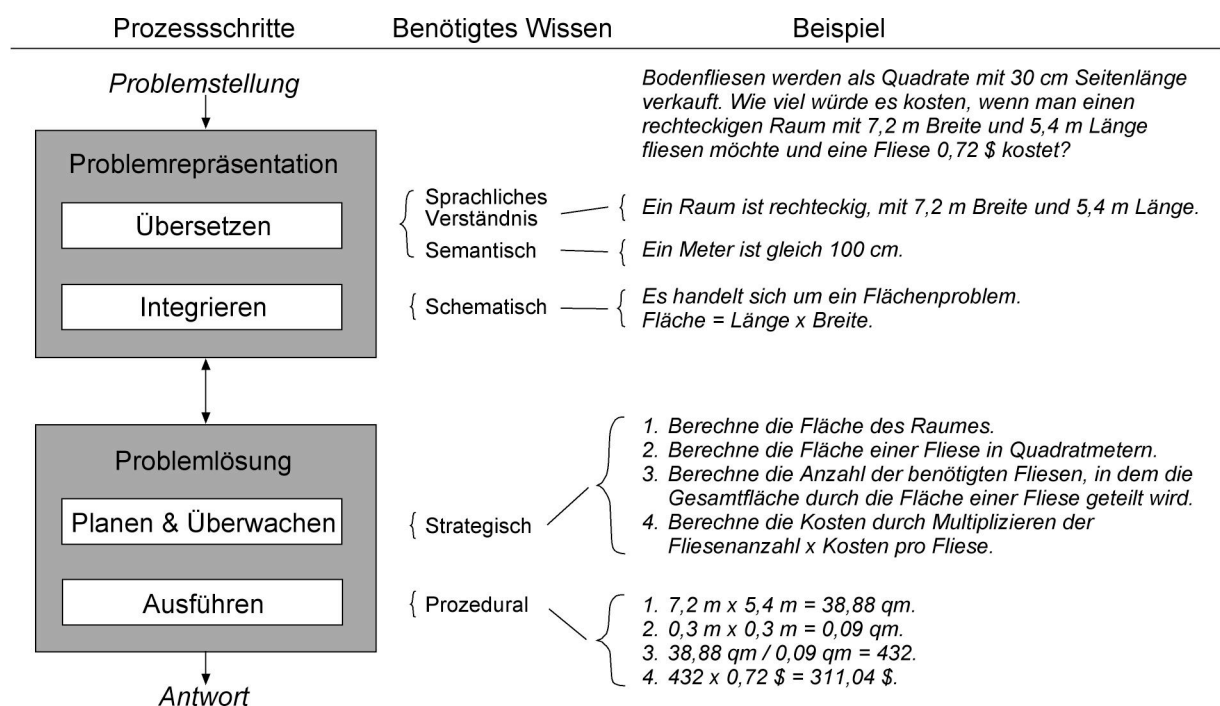 Prozessschritte
Benötigtes Wissen
Beispiel
Problemstellung
Bodenfliesen werden als Quadrate mit 30 cm Seitenlänge
verkauft. Wie viel würde es kosten, wenn man einen
rechteckigen Raum mit 7,2 m Breite und 5,4 m Länge
fliesen möchte und eine Fliese 0,72 $ kostet?
Problemrepräsentation
Übersetzen
Sprachliches
Verständnis
Ein Raum ist rechteckig, mit 7,2 m Breite und 5,4 m Länge.
Semantisch
Ein Meter ist gleich 100 cm.
Integrieren
Schematisch
Es handelt sich um ein Flächenproblem.
Fläche = Länge x Breite.
Problemlösung
Planen & Überwachen
Strategisch
1. Berechne die Fläche des Raumes.
2. Berechne die Fläche einer Fliese in Quadratmetern.
3. Berechne die Anzahl der benötigten Fliesen, in dem die
Gesamtfläche durch die Fläche einer Fliese geteilt wird.
4. Berechne die Kosten durch Multiplizieren der
Fliesenanzahl x Kosten pro Fliese.
Ausführen
Prozedural
1. 7,2 m x 5,4 m = 38,88 qm.
2. 0,3 m x 0,3 m = 0,09 qm.
3. 38,88 qm / 0,09 qm = 432.
4. 432 x 0,72 $ = 311,04 $.
Antwort